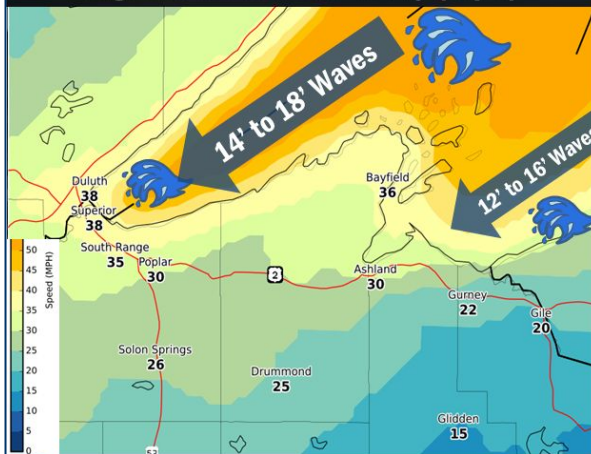 14' to 18' Waves
12' to 16' Waves
Duluth
38
Superior
38
Bayfield
36
South Range
35
Poplar
30
2
Ashland
30
Gurney
22
Gile
20
Solon Springs
26
Drummond
25
Glidden
15
53
Speed (MPH)
50
45
40
35
30
25
20
15
10
5
0